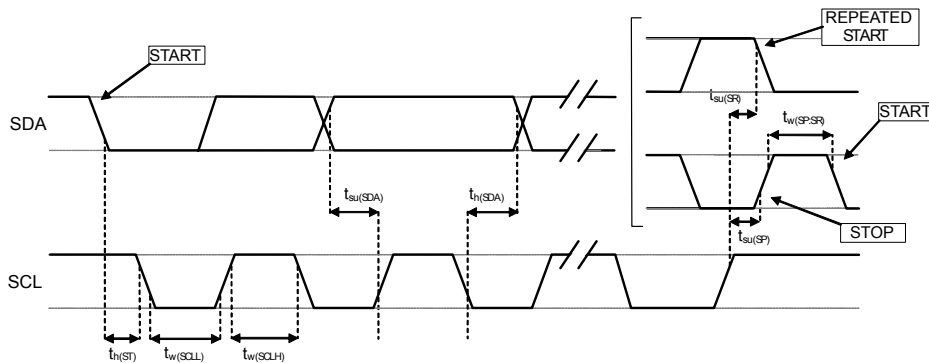 REPEATED
START
START
t_su(SR)
SDA
t_w(SP:SR)
START
t_su(SDA)
t_h(SDA)
t_su(SP)
STOP
SCL
t_h(ST)
t_w(SCLL)
t_w(SCLH)